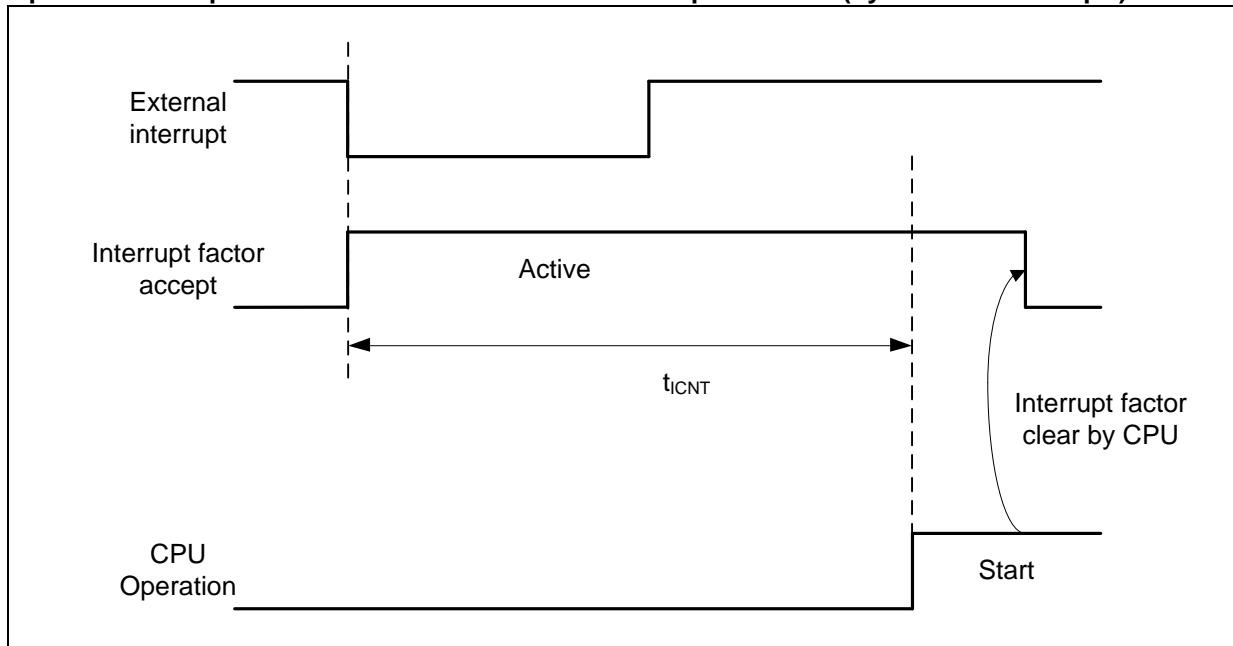 External
interrupt
Interrupt factor
accept
Active
tICNT
Interrupt factor
clear by CPU
CPU
Operation
Start